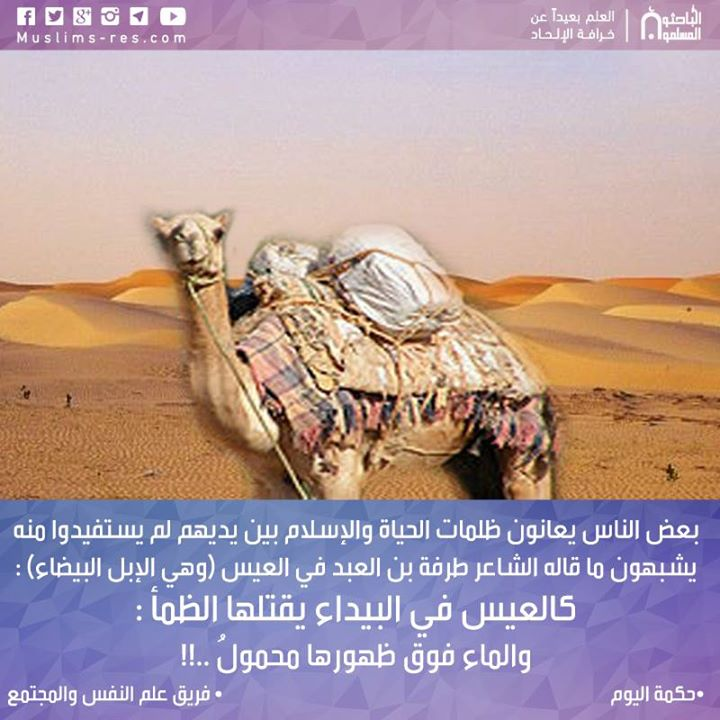 Muslims-res.com
العلم بعيداً عن
خرافة الإلحاد
الباحثون
المسلمون
بعض الناس يعانون ظلمات الحياة والإسلام بين يديهم لم يستفيدوا منه
يشبهون ما قاله الشاعر طرفة بن العبد في العيس (وهي الإبل البيضاء) :
كالعيس في البيداء يقتلها الظمأ :
والماء فوق ظهورها محمولُ ..!!
•حكمة اليوم
• فريق علم النفس والمجتمع